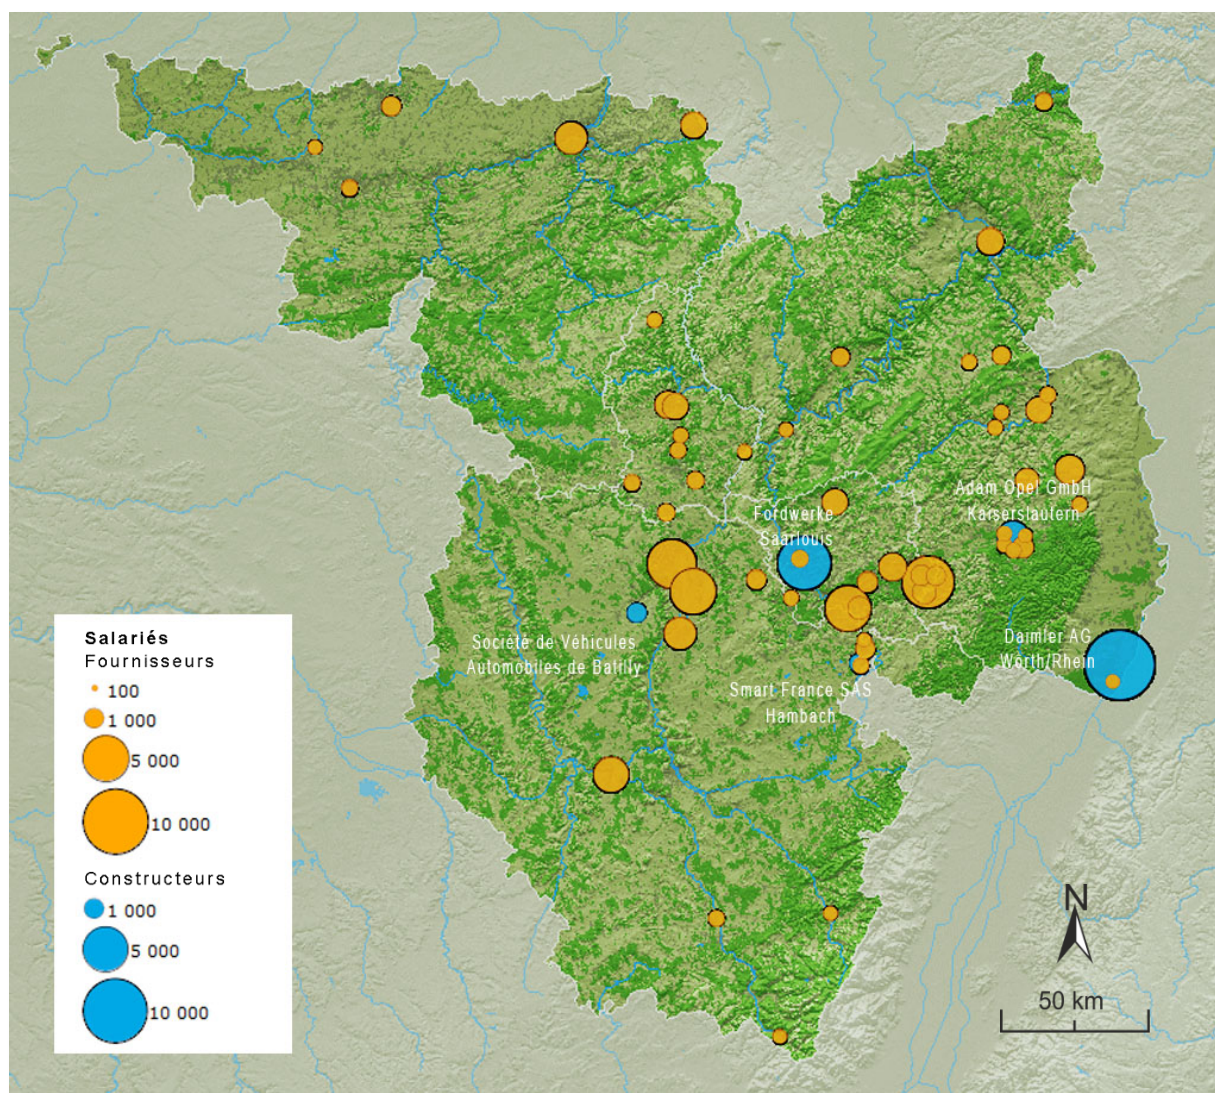 Adam Opel GmbH
Kaiserslautern
Fordwerke
Saarlouis
Société de Véhicules
Automobiles de Batilly
Daimler AG
Wörth/Rhein
Smart France SAS
Hambach
Salariés
Fournisseurs
100
1 000
5 000
10 000
Constructeurs
1 000
5 000
10 000
N
50 km